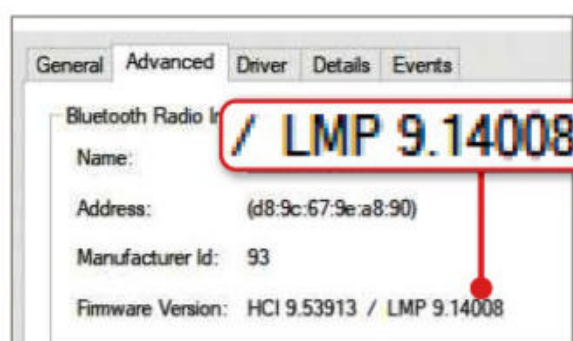 General Advanced Driver Details Events
Bluetooth Radio
/ LMP 9.14008
Name:
Address: (d8:9c:67:9e:a8:90)
Manufacturer Id: 93
Firmware Version: HCI 9.53913 / LMP 9.14008